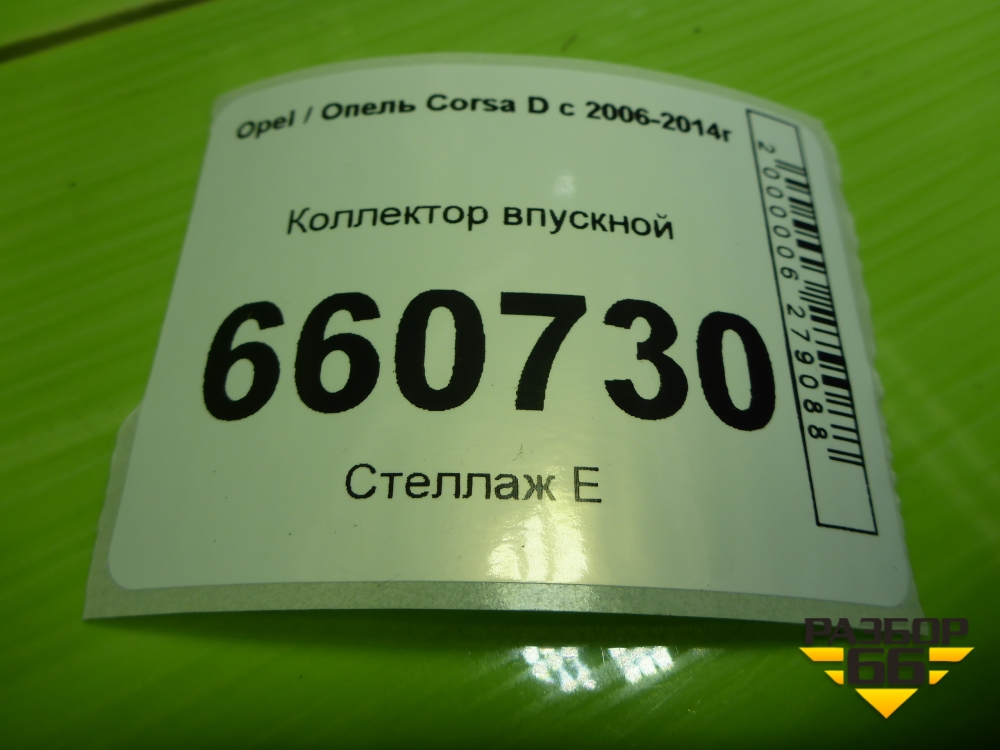 Opel / Опель Corsa D с 2006-2014г
Коллектор впускной
660730
Стеллаж Е
2000006279088
РАЗБОР
66